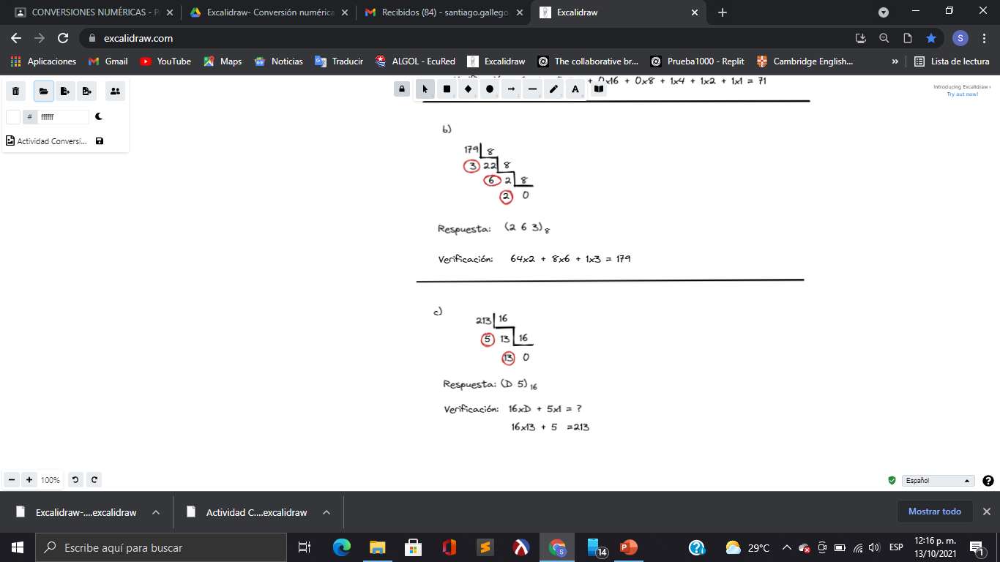 CONVERSIONES NUMÉRICAS - P
Excalidraw- Conversión numérica
Recibidos (84) - santiago.gallego
Excalidraw
excalidraw.com
S
Aplicaciones
Gmail
YouTube
Maps
Noticias
Traducir
ALGOL - EcuRed
Excalidraw
The collaborative br...
Prueba1000 - Replit
Cambridge English...
»
Lista de lectura
+ 0x16 + 0x8 + 1x4 + 1x2 + 1x1 = 71
A
Introducing Excalidraw
Try out now!
# ffffff
Actividad Conversi...
b)
179 8
3 22 8
6 2 8
2 0
Respuesta: (2 6 3)8
Verificación: 64x2 + 8x6 + 1x3 = 179
c)
213 16
5 13 16
13 0
Respuesta: (D 5)16
Verificación: 16xD + 5x1 = ?
16x13 + 5 =213
100%
Español
?
Excalidraw-....excalidraw
Actividad C....excalidraw
Mostrar todo
Escribe aquí para buscar
14
29°C
ESP
12:16 p. m.
13/10/2021
1